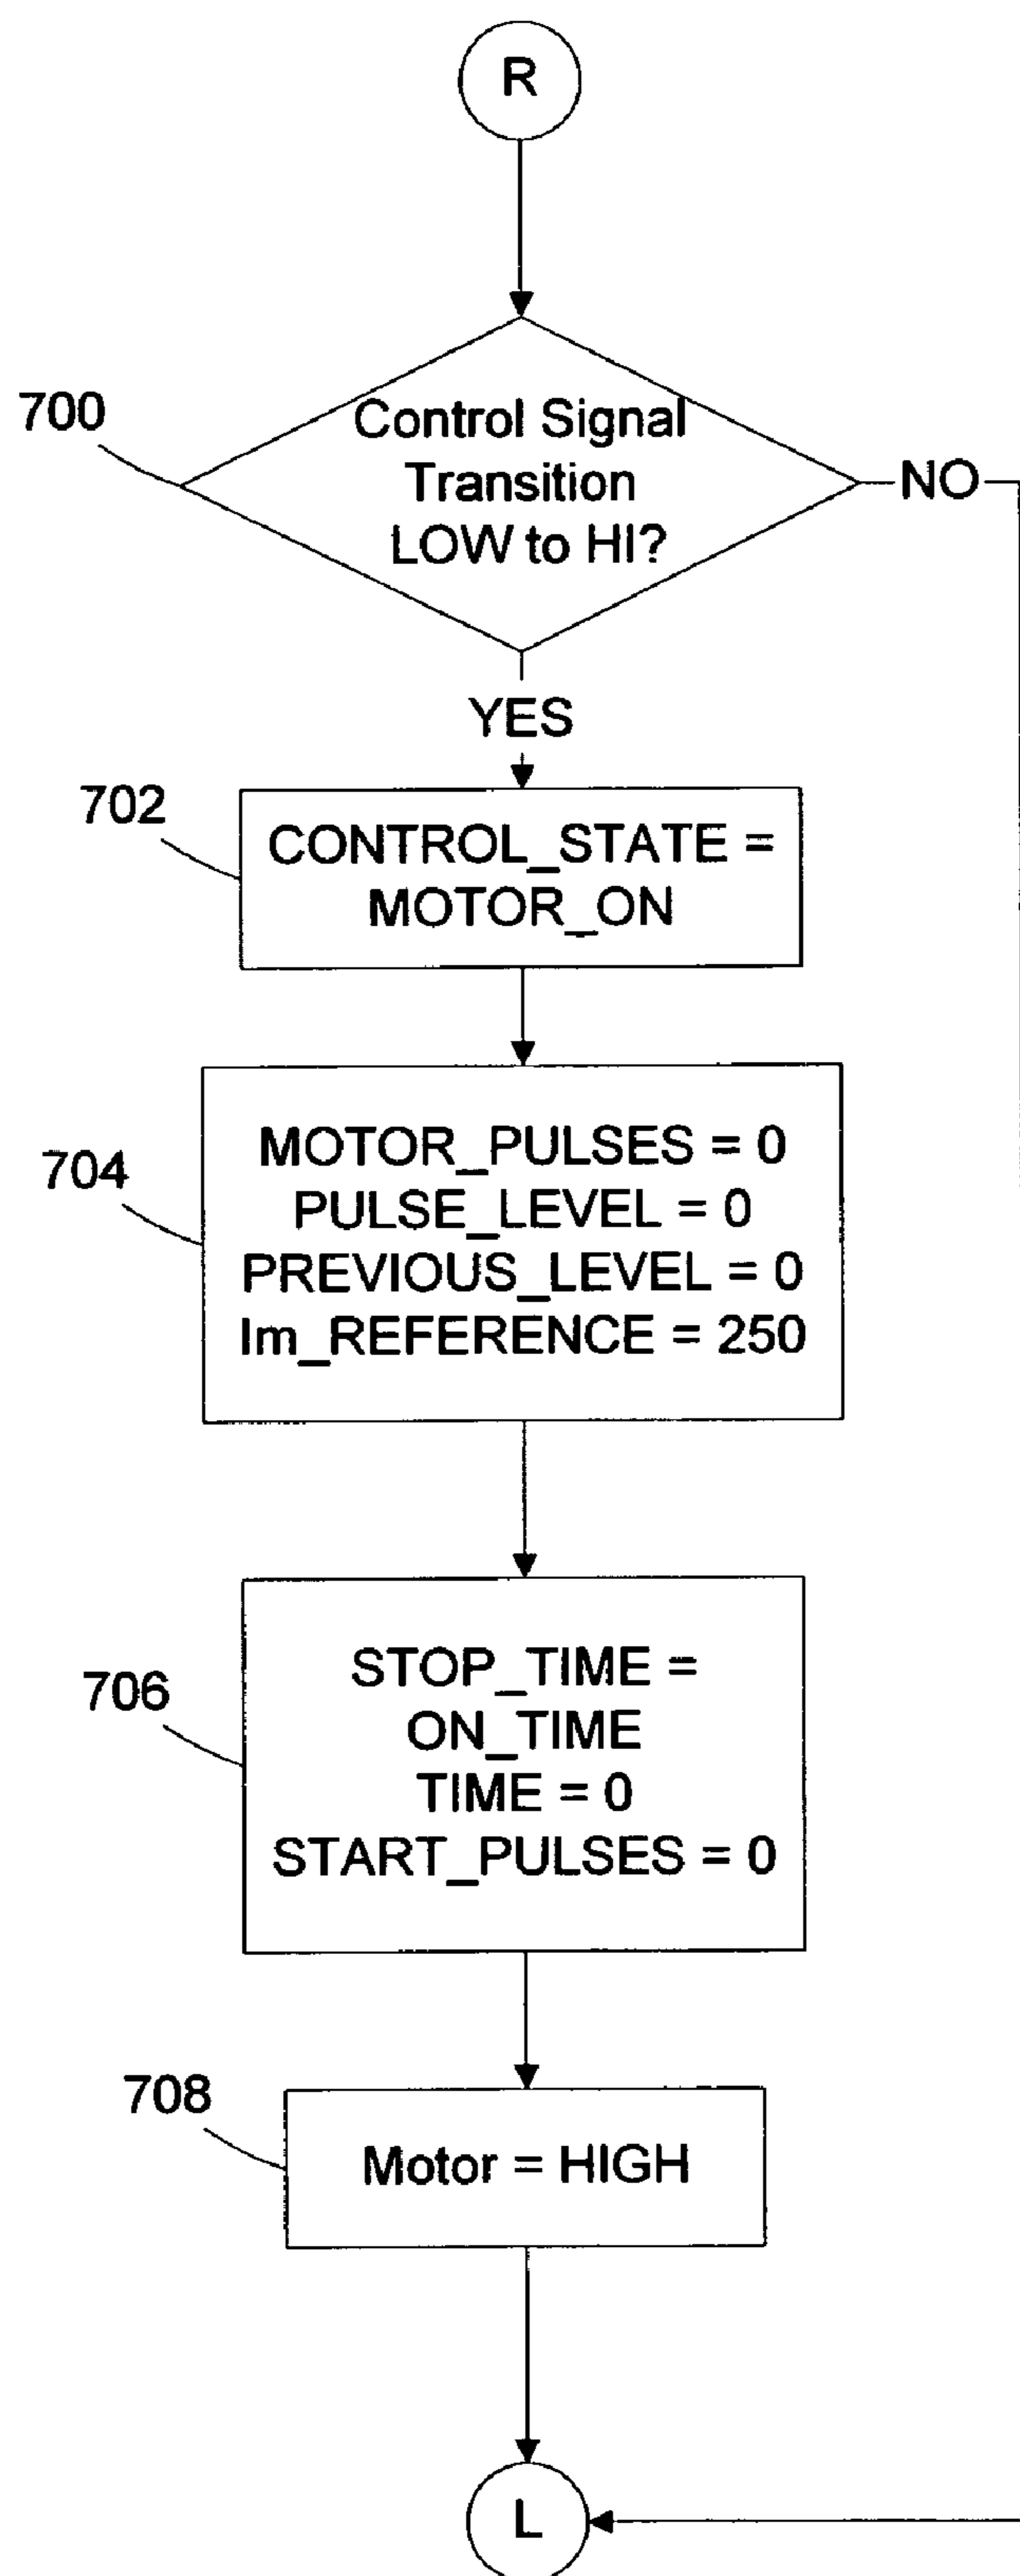 R
700
Control Signal
Transition
LOW to HI?
NO
YES
702
CONTROL_STATE =
MOTOR_ON
704
MOTOR_PULSES = 0
PULSE_LEVEL = 0
PREVIOUS_LEVEL = 0
Im_REFERENCE = 250
706
STOP_TIME =
ON_TIME
TIME = 0
START_PULSES = 0
708
Motor = HIGH
L